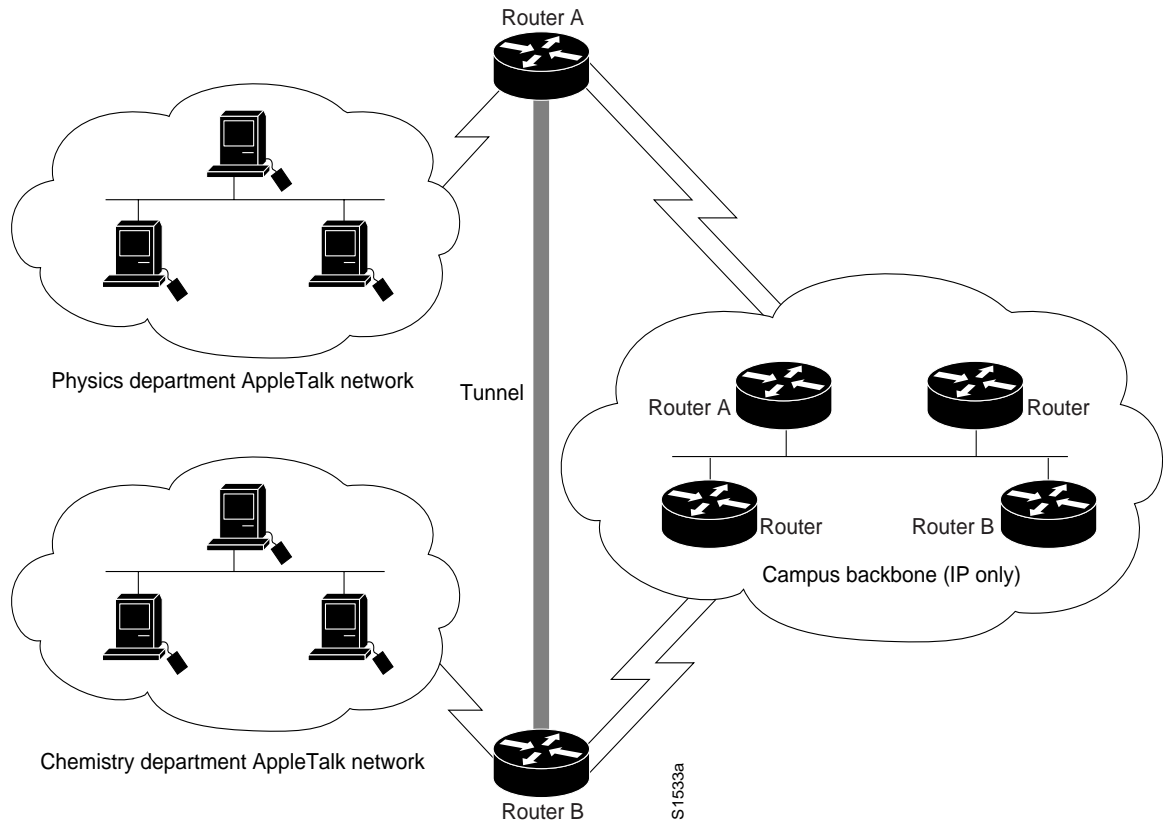 Router A
Physics department AppleTalk network
Tunnel
Router A
Router
Router
Router B
Campus backbone (IP only)
Chemistry department AppleTalk network
Router B
S1533a